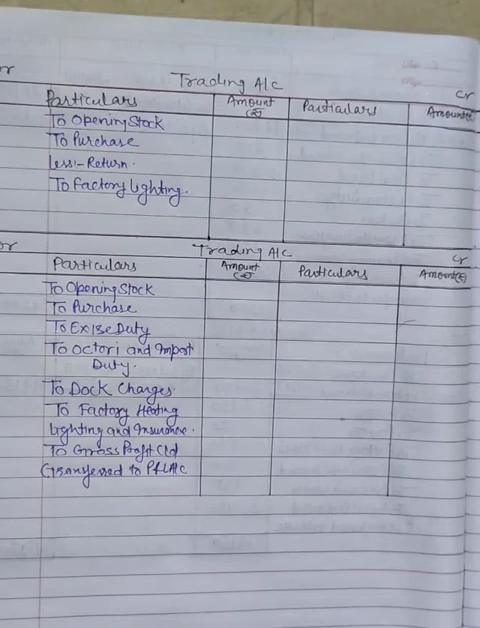 Dr
Trading A/c
Cr
Particulars Amount (₹) Particulars Amount(₹)
To Opening Stock
To Purchase
Less:- Return.
To Factory Lighting.
Dr
Trading A/c
Cr
Particulars Amount (₹) Particulars Amount(₹)
To Opening Stock
To Purchase
To Exise Duty
To Octori and Import
Duty.
To Dock Charges.
To Factory Heating
Lighting and Insurance.
To Gross Profit C/d
(Transferred to P&L A/c